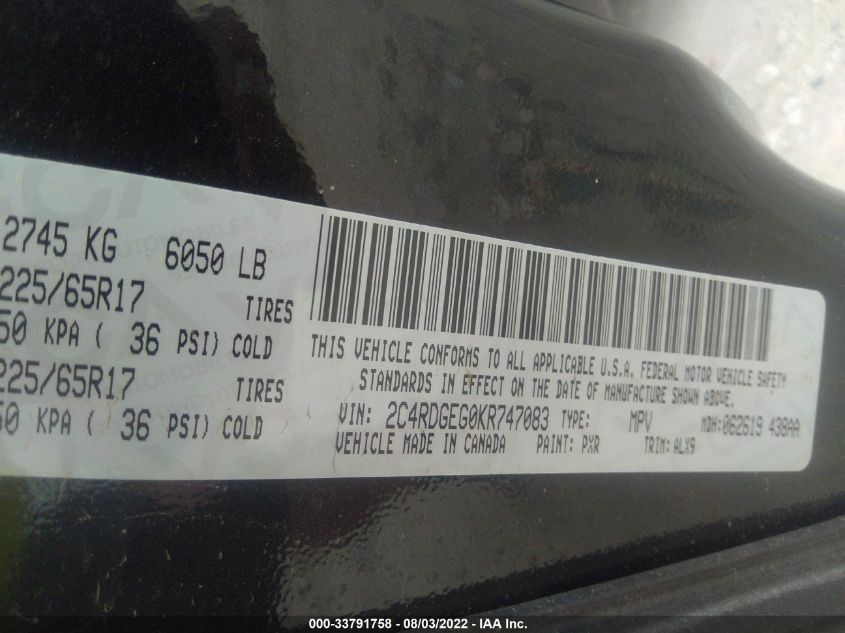 2745 KG 6050 LB
225/65R17 TIRES
50 KPA ( 36 PSI) COLD
225/65R17 TIRES
50 KPA ( 36 PSI) COLD
THIS VEHICLE CONFORMS TO ALL APPLICABLE U.S.A. FEDERAL MOTOR VEHICLE SAFETY
STANDARDS IN EFFECT ON THE DATE OF MANUFACTURE SHOWN ABOVE.
VIN: 2C4RDGEG0KR747083 TYPE: MPV MDH: 062619 438AA
VEHICLE MADE IN CANADA PAINT: PXR TRIM: ALX9
000-33791758 - 08/03/2022 - IAA Inc.